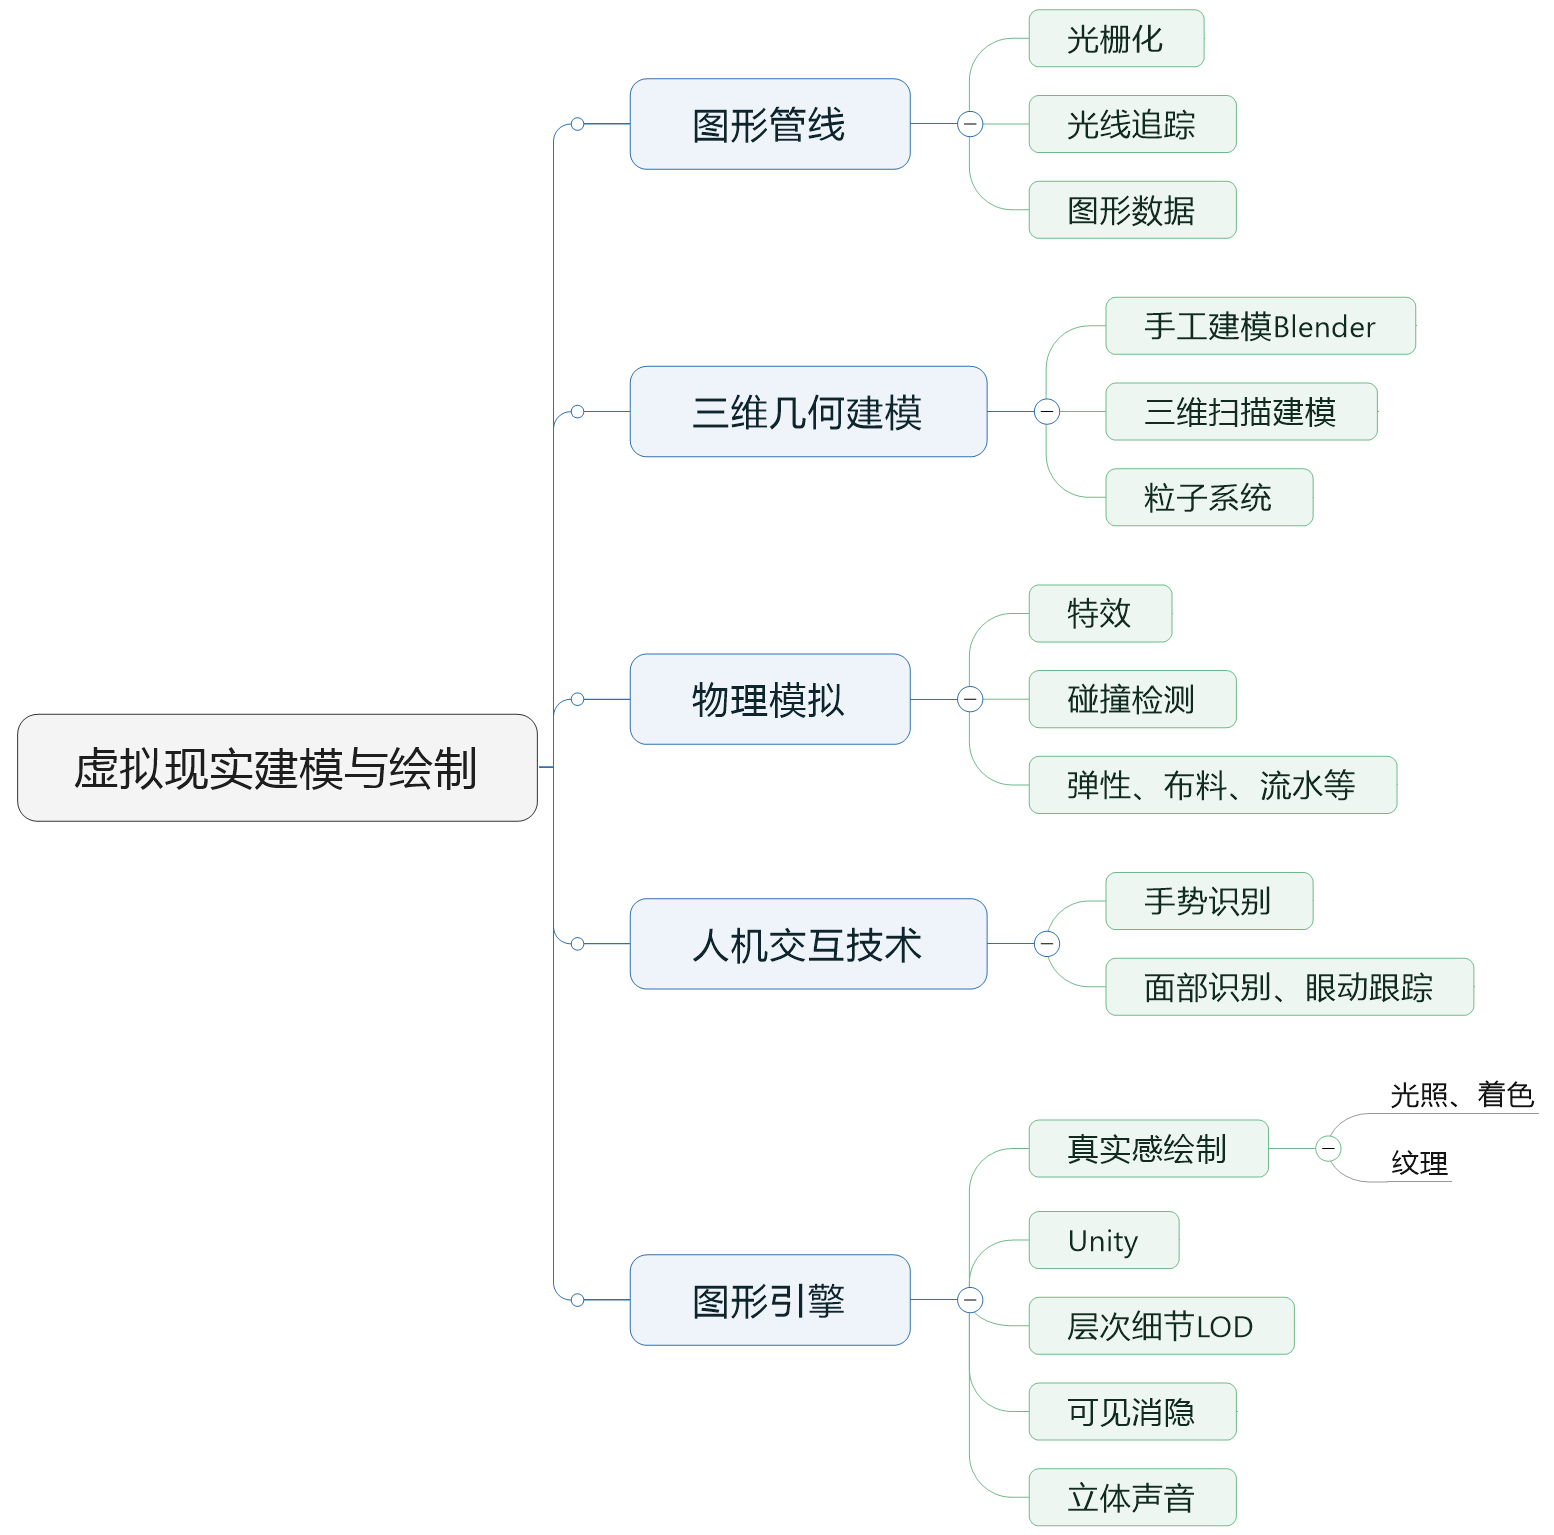 虚拟现实建模与绘制
图形管线
光栅化
光线追踪
图形数据
三维几何建模
手工建模Blender
三维扫描建模
粒子系统
物理模拟
特效
碰撞检测
弹性、布料、流水等
人机交互技术
手势识别
面部识别、眼动跟踪
图形引擎
真实感绘制
光照、着色
纹理
Unity
层次细节LOD
可见消隐
立体声音